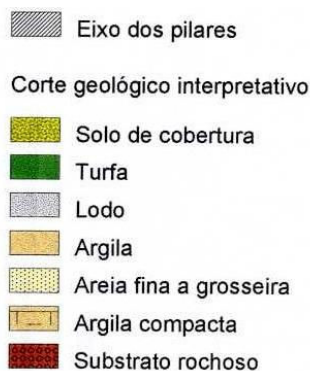 Eixo dos pilares
Corte geológico interpretativo
Solo de cobertura
Turfa
Lodo
Argila
Areia fina a grosseira
Argila compacta
Substrato rochoso